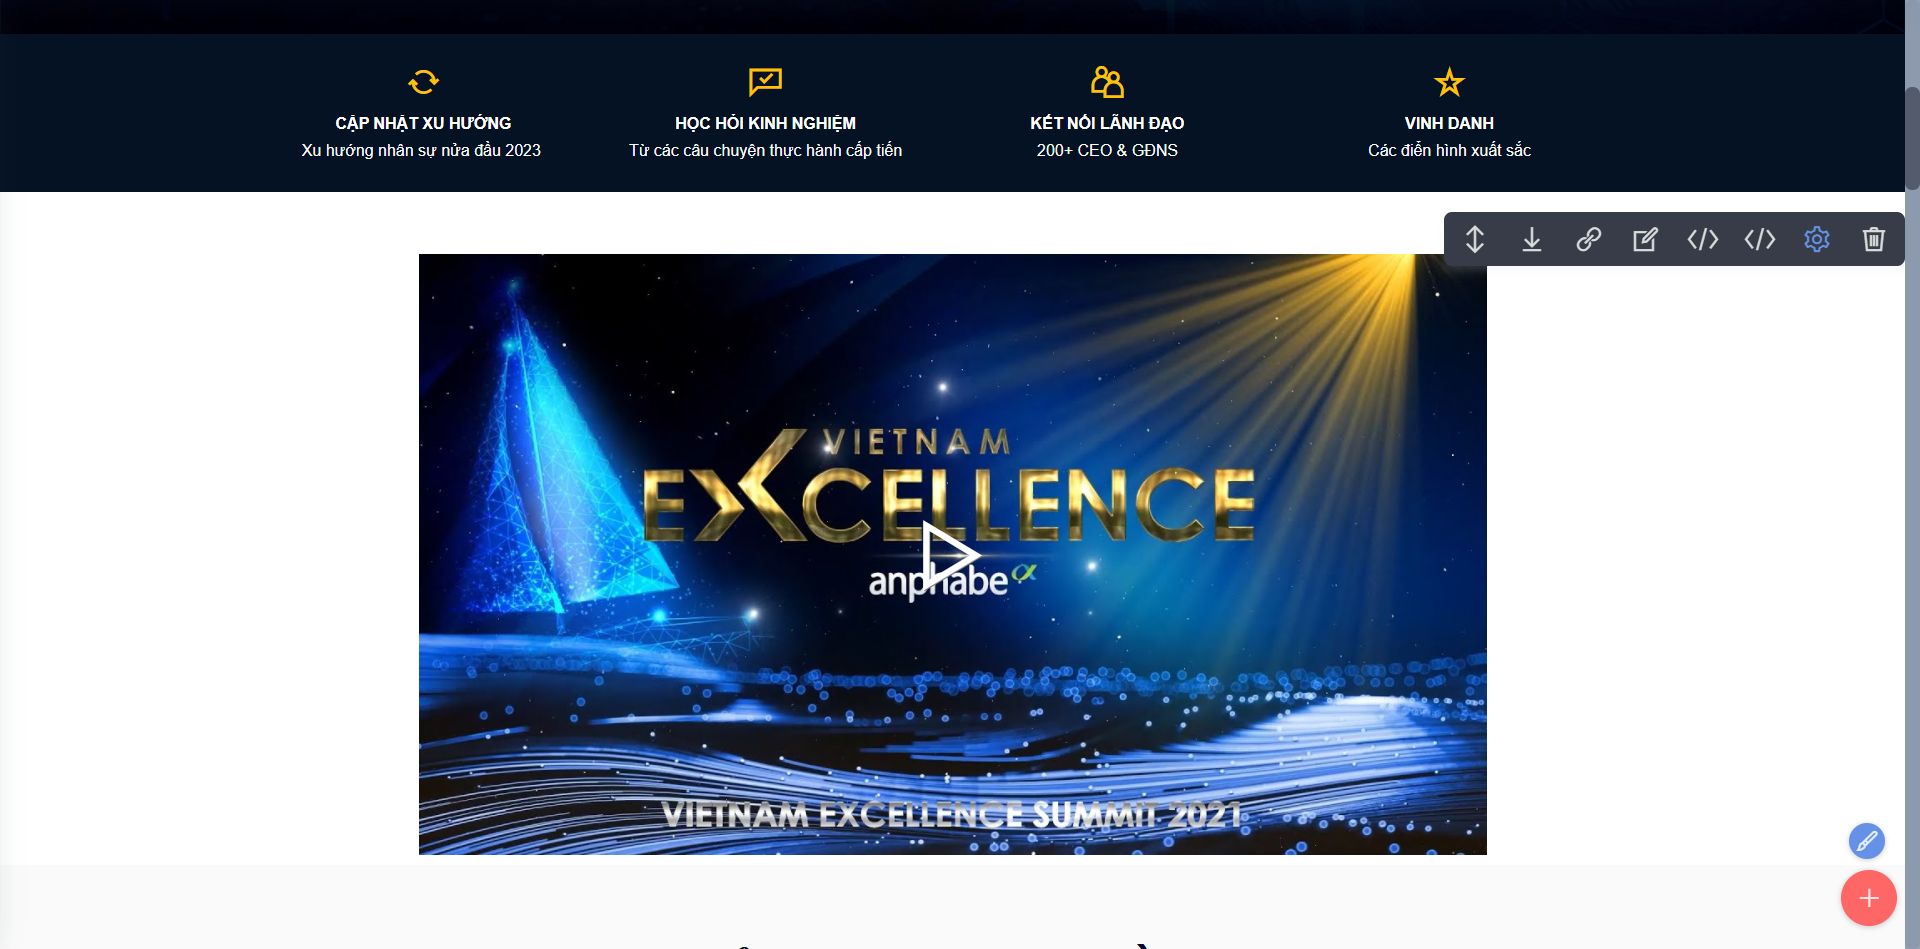 CẬP NHẬT XU HƯỚNG
Xu hướng nhân sự nửa đầu 2023
HỌC HỎI KINH NGHIỆM
Từ các câu chuyện thực hành cấp tiến
KẾT NỐI LÃNH ĐẠO
200+ CEO & GĐNS
VINH DANH
Các điển hình xuất sắc
VIETNAM
EXCELLENCE
anphabe
VIETNAM EXCELLENCE SUMMIT 2021